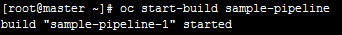 [root@master ~]# oc start-build sample-pipeline
build "sample-pipeline-1" started